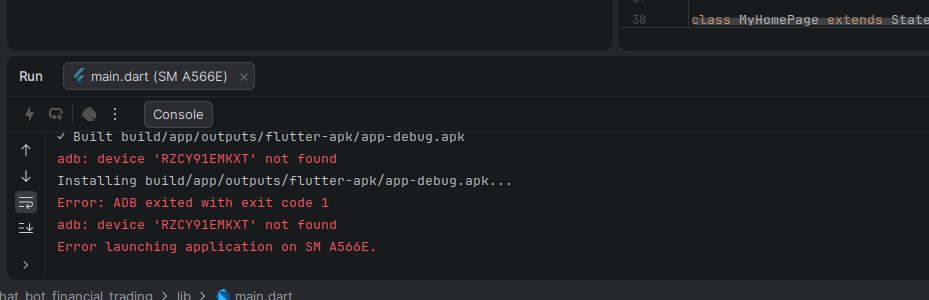 38 class MyHomePage extends State
Run main.dart (SM A566E)
Console
✓ Built build/app/outputs/flutter-apk/app-debug.apk
adb: device 'RZCY91EMKXT' not found
Installing build/app/outputs/flutter-apk/app-debug.apk...
Error: ADB exited with exit code 1
adb: device 'RZCY91EMKXT' not found
Error launching application on SM A566E.
hat_bot_financial_trading > lib > main.dart